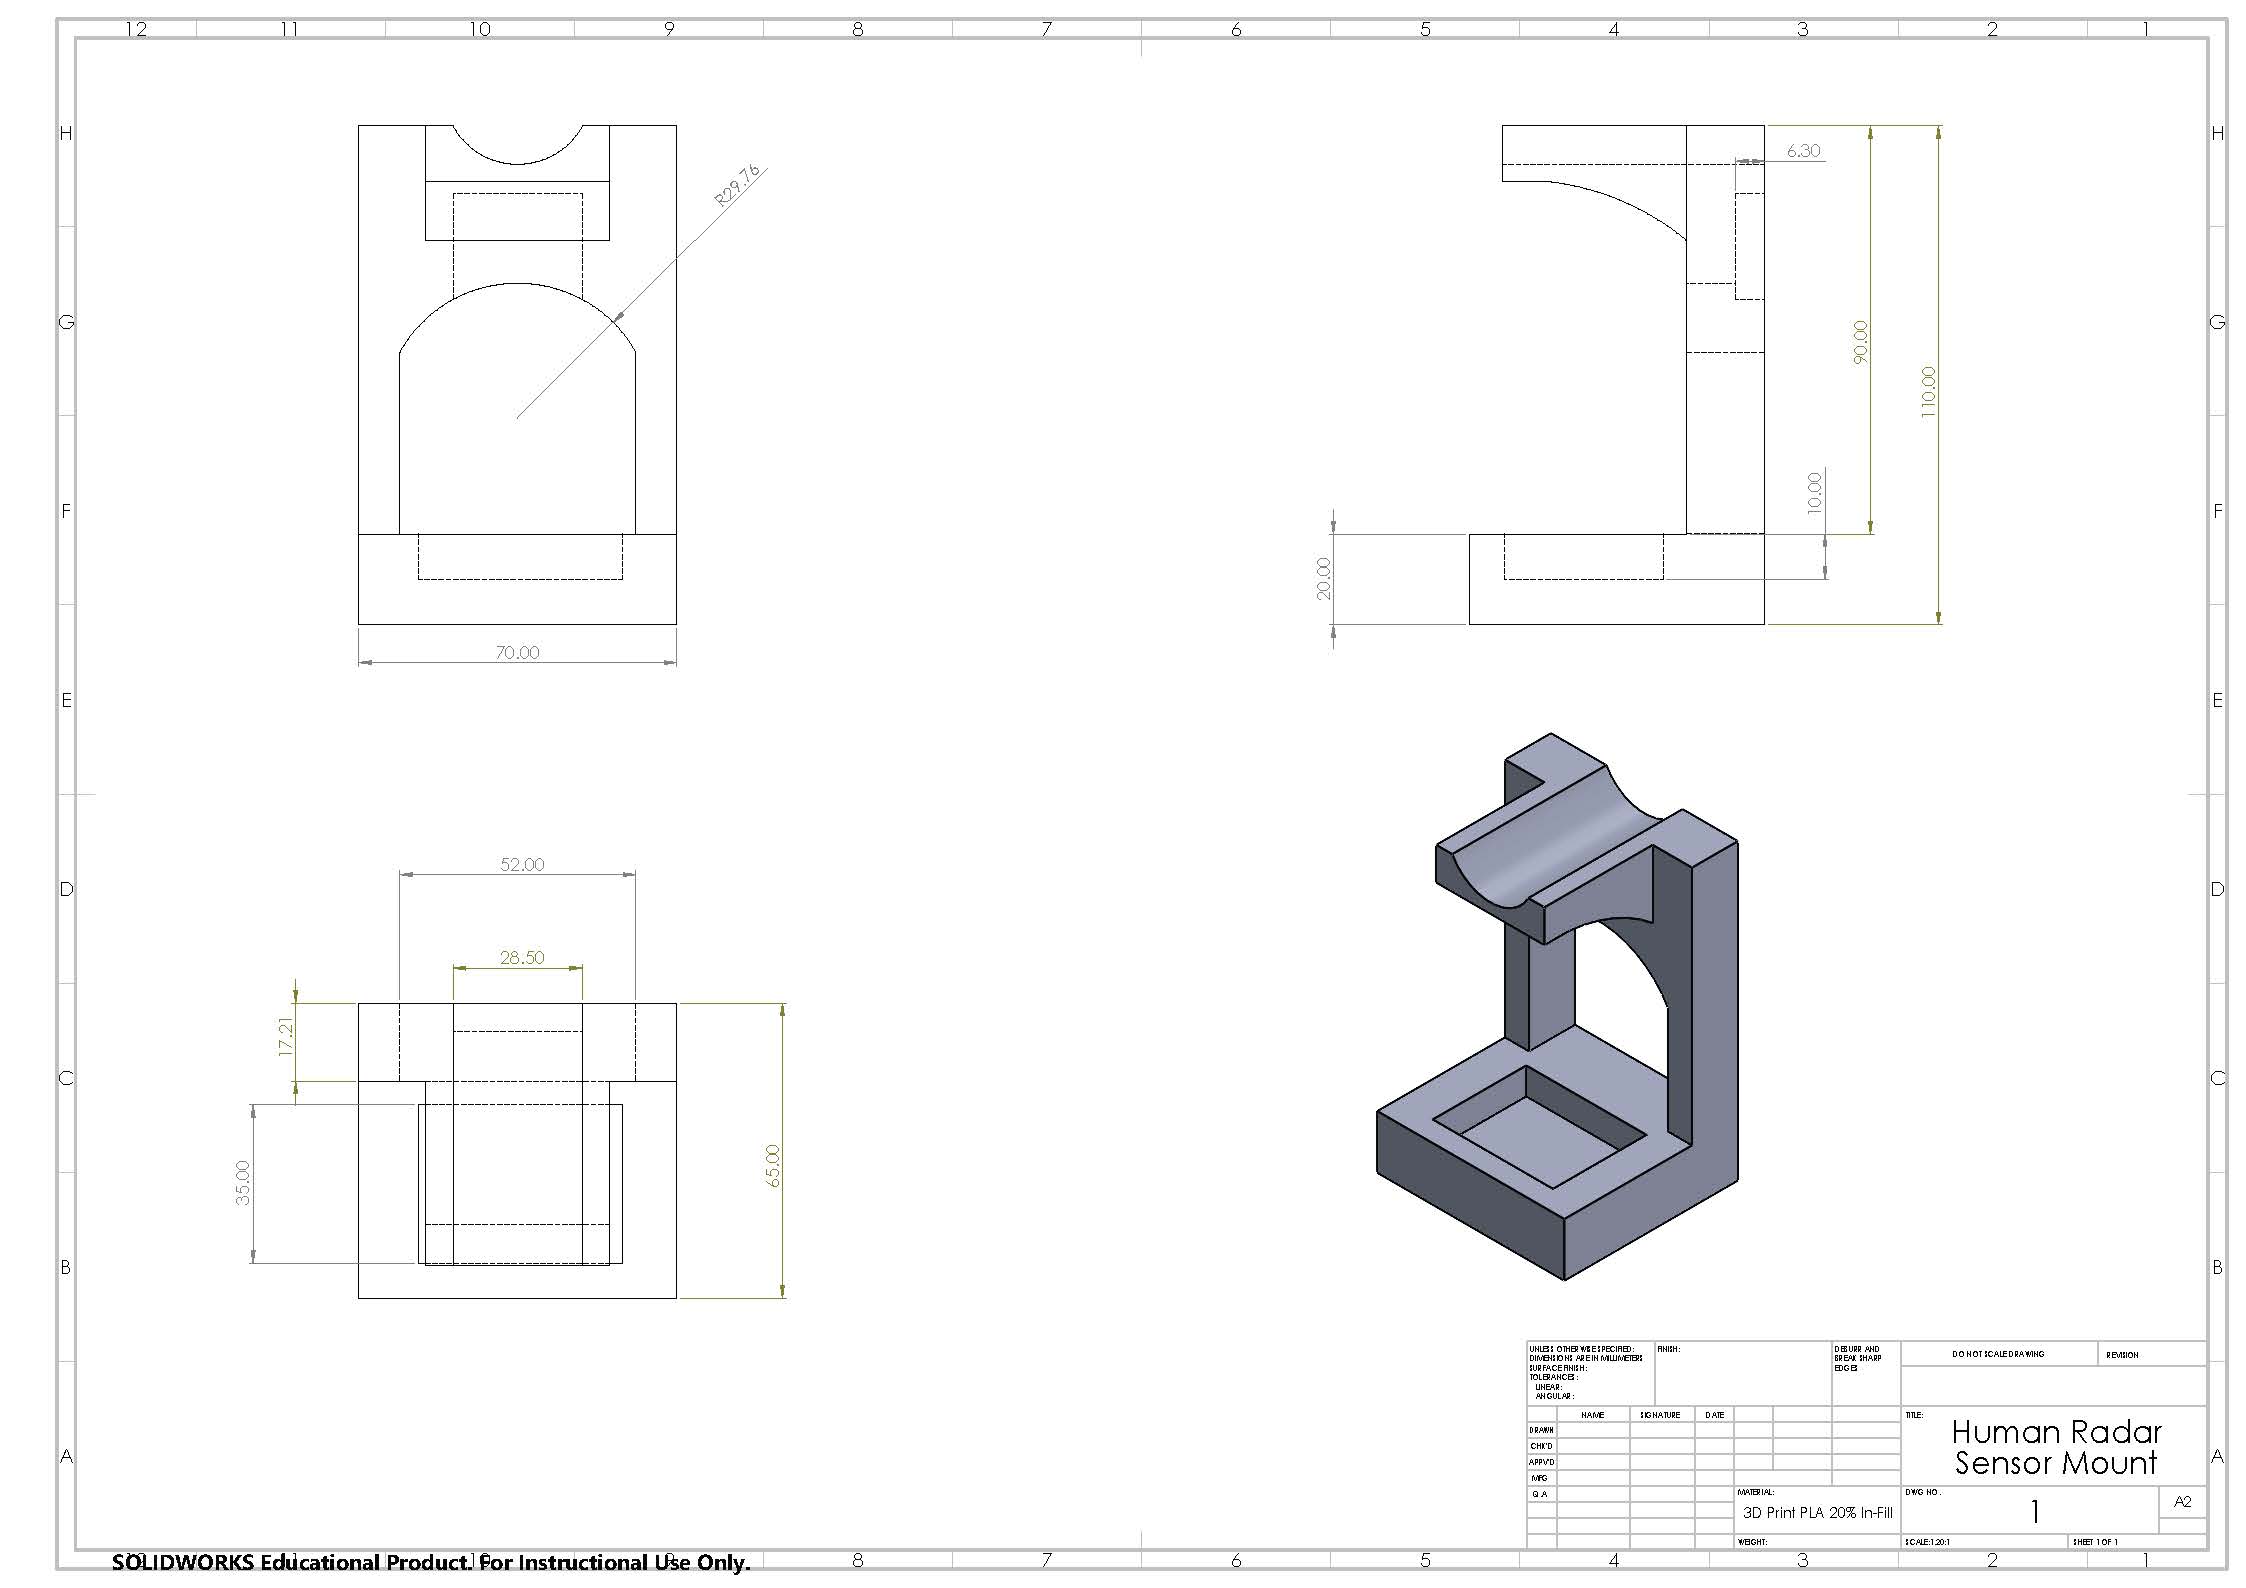 12 11 10 9 8 7 6 5 4 3 2 1
H H
R29.76
6.30
G G
90.00
110.00
F F
10.00
20.00
70.00
E E
D D
52.00
28.50
17.21
C C
35.00
65.00
B B
UNLESS OTHERWISE SPECIFIED:
DIMENSIONS ARE IN MILLIMETERS
SURFACE FINISH:
TOLERANCES:
LINEAR:
ANGULAR:
FINISH:
DEBURR AND
BREAK SHARP
EDGES
DO NOT SCALE DRAWING
REVISION
NAME SIGNATURE DATE
DRAWN
CHK'D
APPV'D
MFG
Q.A
TITLE:
Human Radar
Sensor Mount
A A
MATERIAL:
3D Print PLA 20% In-Fill
DWG NO.
1
A2
WEIGHT:
SCALE:1.20:1
SHEET 1 OF 1
12 11 10 9 8 7 6 5 4 3 2 1
SOLIDWORKS Educational Product. For Instructional Use Only.